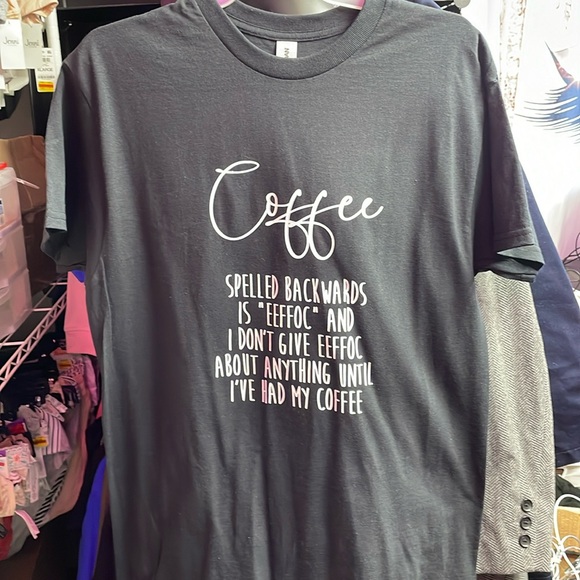 Coffee
SPELLED BACKWARDS
IS "EEFFOC" AND
I DON'T GIVE EEFFOC
ABOUT ANYTHING UNTIL
I'VE HAD MY COFFEE